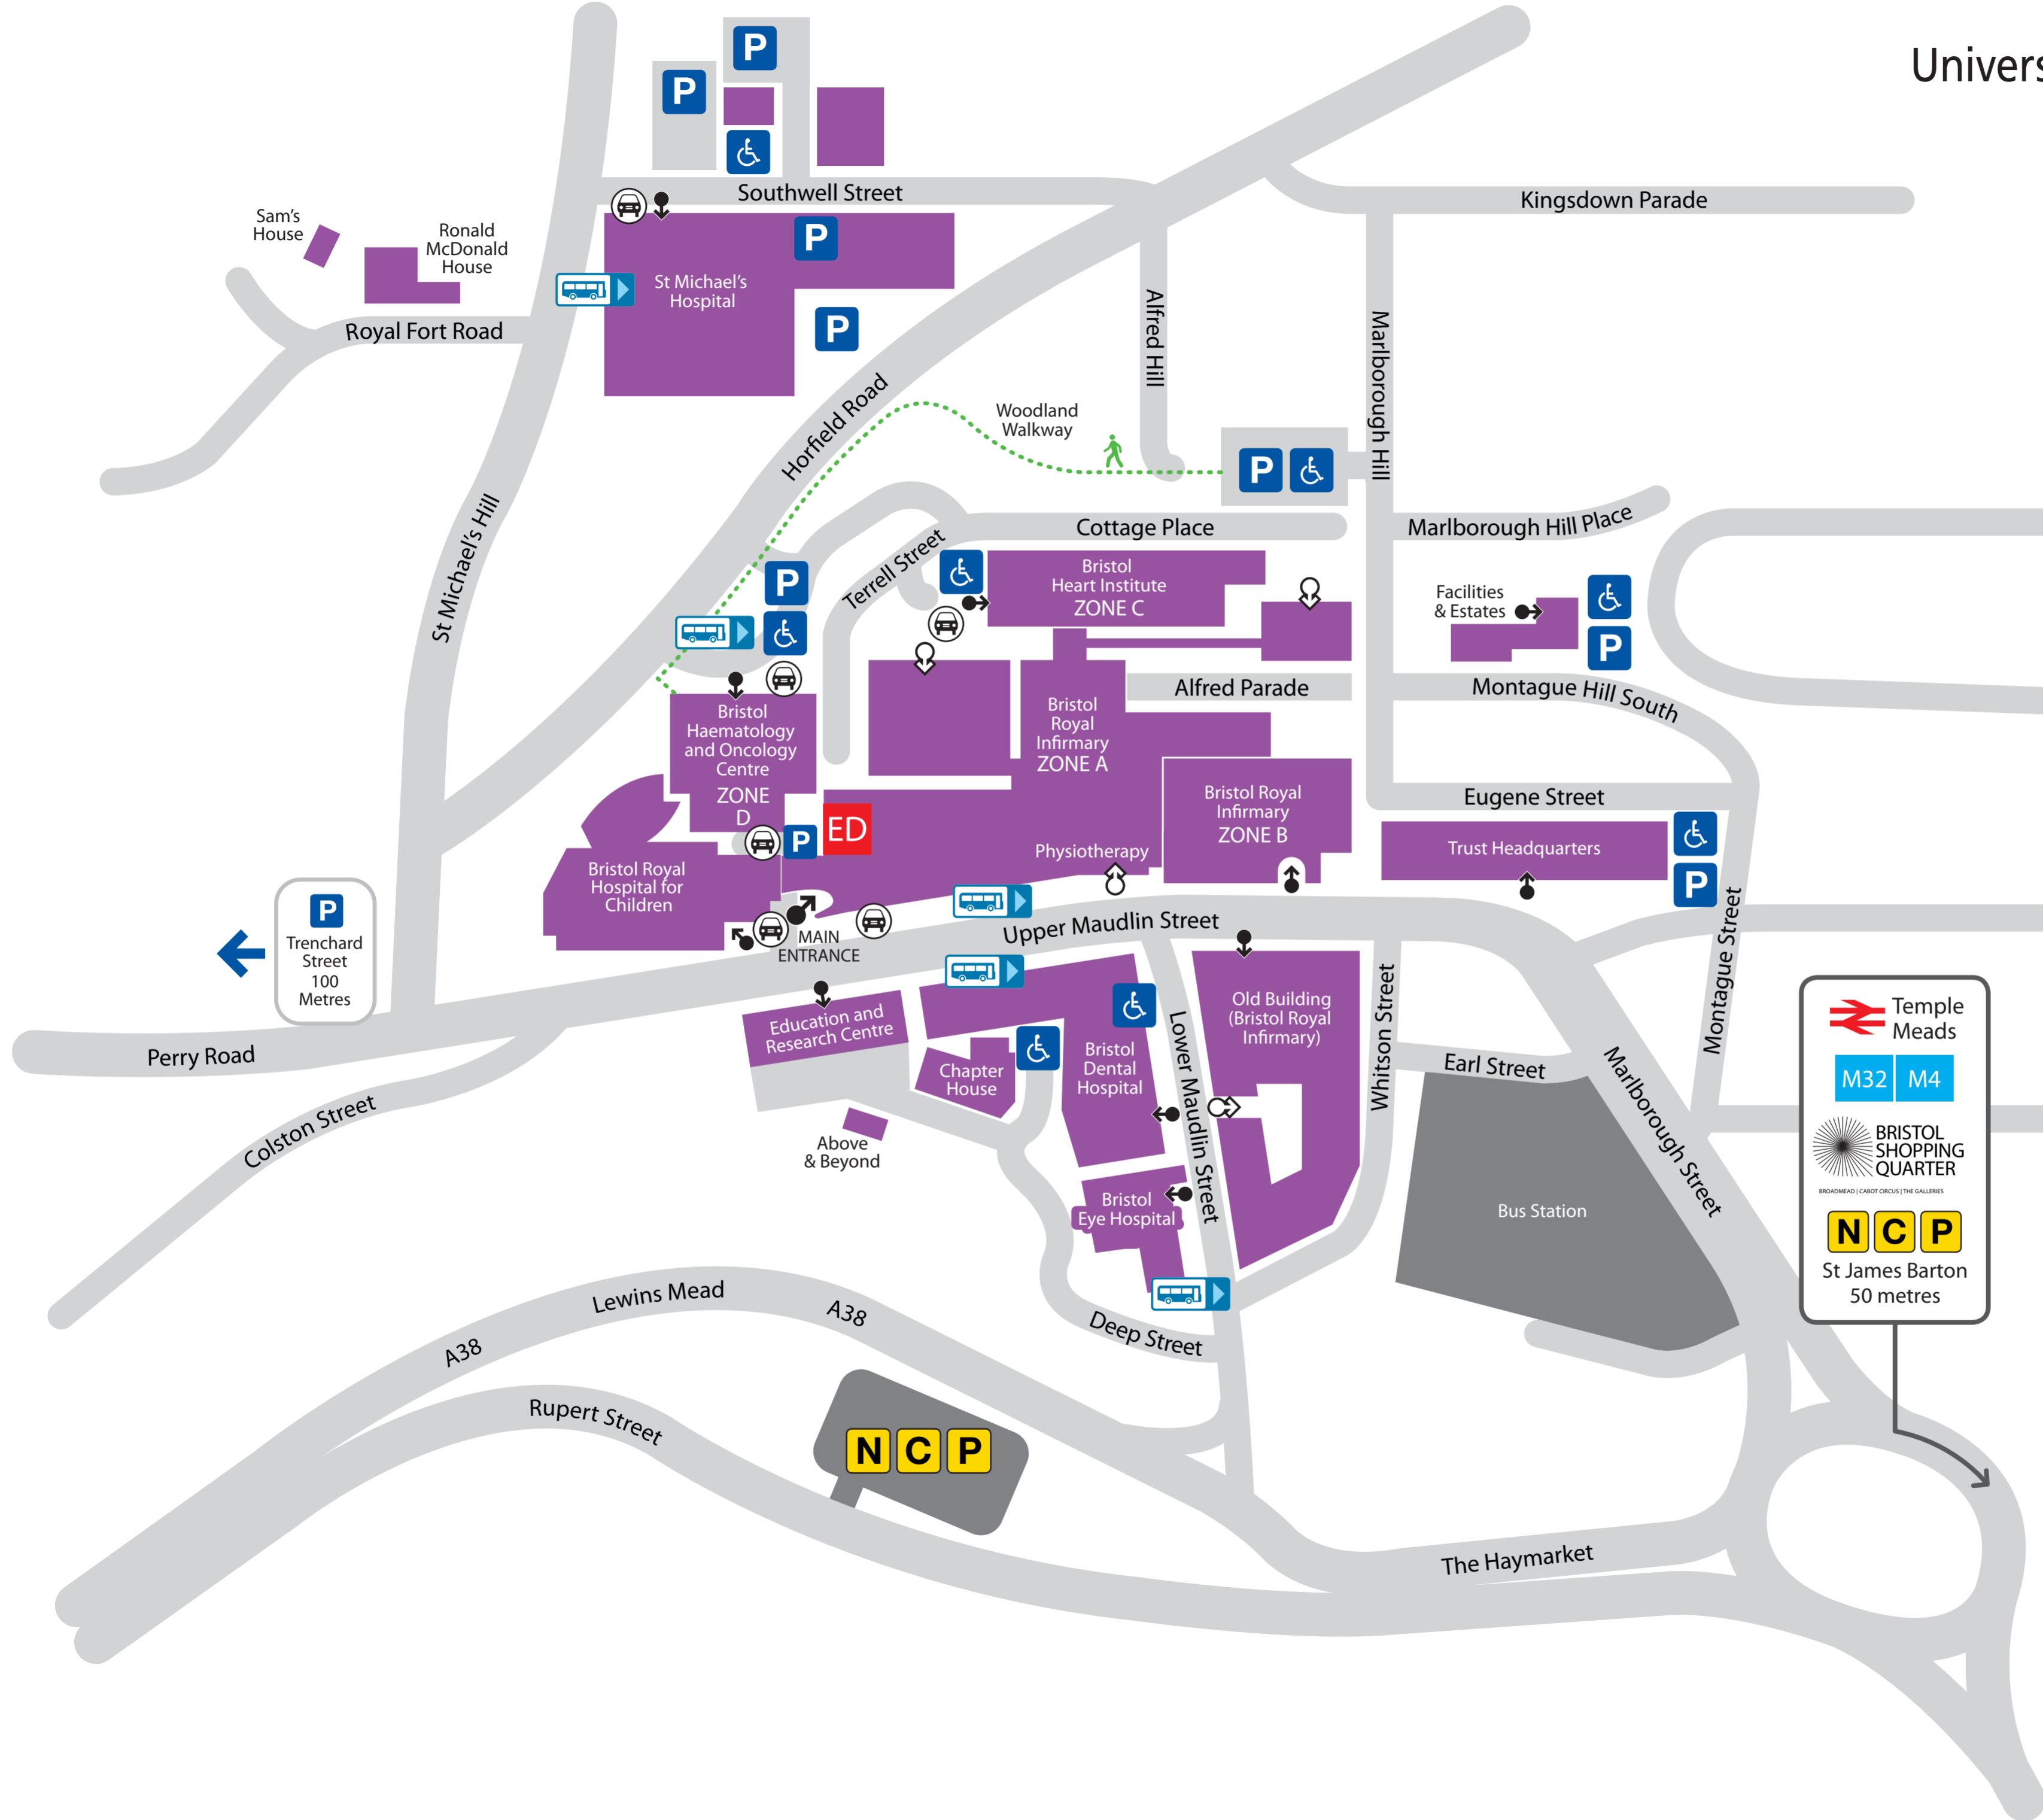 Univers
P
P
Southwell Street
Kingsdown Parade
Sam's
House
Ronald
McDonald
House
P
St Michael's
Hospital
P
Royal Fort Road
Alfred Hill
Marlborough Hill
Horfield Road
Woodland
Walkway
P
St Michael's Hill
Cottage Place
Marlborough Hill Place
Terrell Street
P
Bristol
Heart Institute
ZONE C
Facilities
& Estates
P
Alfred Parade
Montague Hill South
Bristol
Haematology
and Oncology
Centre
ZONE
D
Bristol
Royal
Infirmary
ZONE A
Bristol Royal
Infirmary
ZONE B
Eugene Street
P
ED
Physiotherapy
Trust Headquarters
P
Bristol Royal
Hospital for
Children
MAIN
ENTRANCE
Upper Maudlin Street
Montague Street
P
Trenchard
Street
100
Metres
Education and
Research Centre
Chapter
House
Bristol
Dental
Hospital
Lower Maudlin Street
Old Building
(Bristol Royal
Infirmary)
Whitson Street
Earl Street
Marlborough Street
Perry Road
Colston Street
Above
& Beyond
Bristol
Eye Hospital
Bus Station
Temple
Meads
M32 M4
BRISTOL
SHOPPING
QUARTER
BROADMEAD | CABOT CIRCUS | THE GALLERIES
N C P
St James Barton
50 metres
Lewins Mead
A38
A38
Deep Street
Rupert Street
N C P
The Haymarket